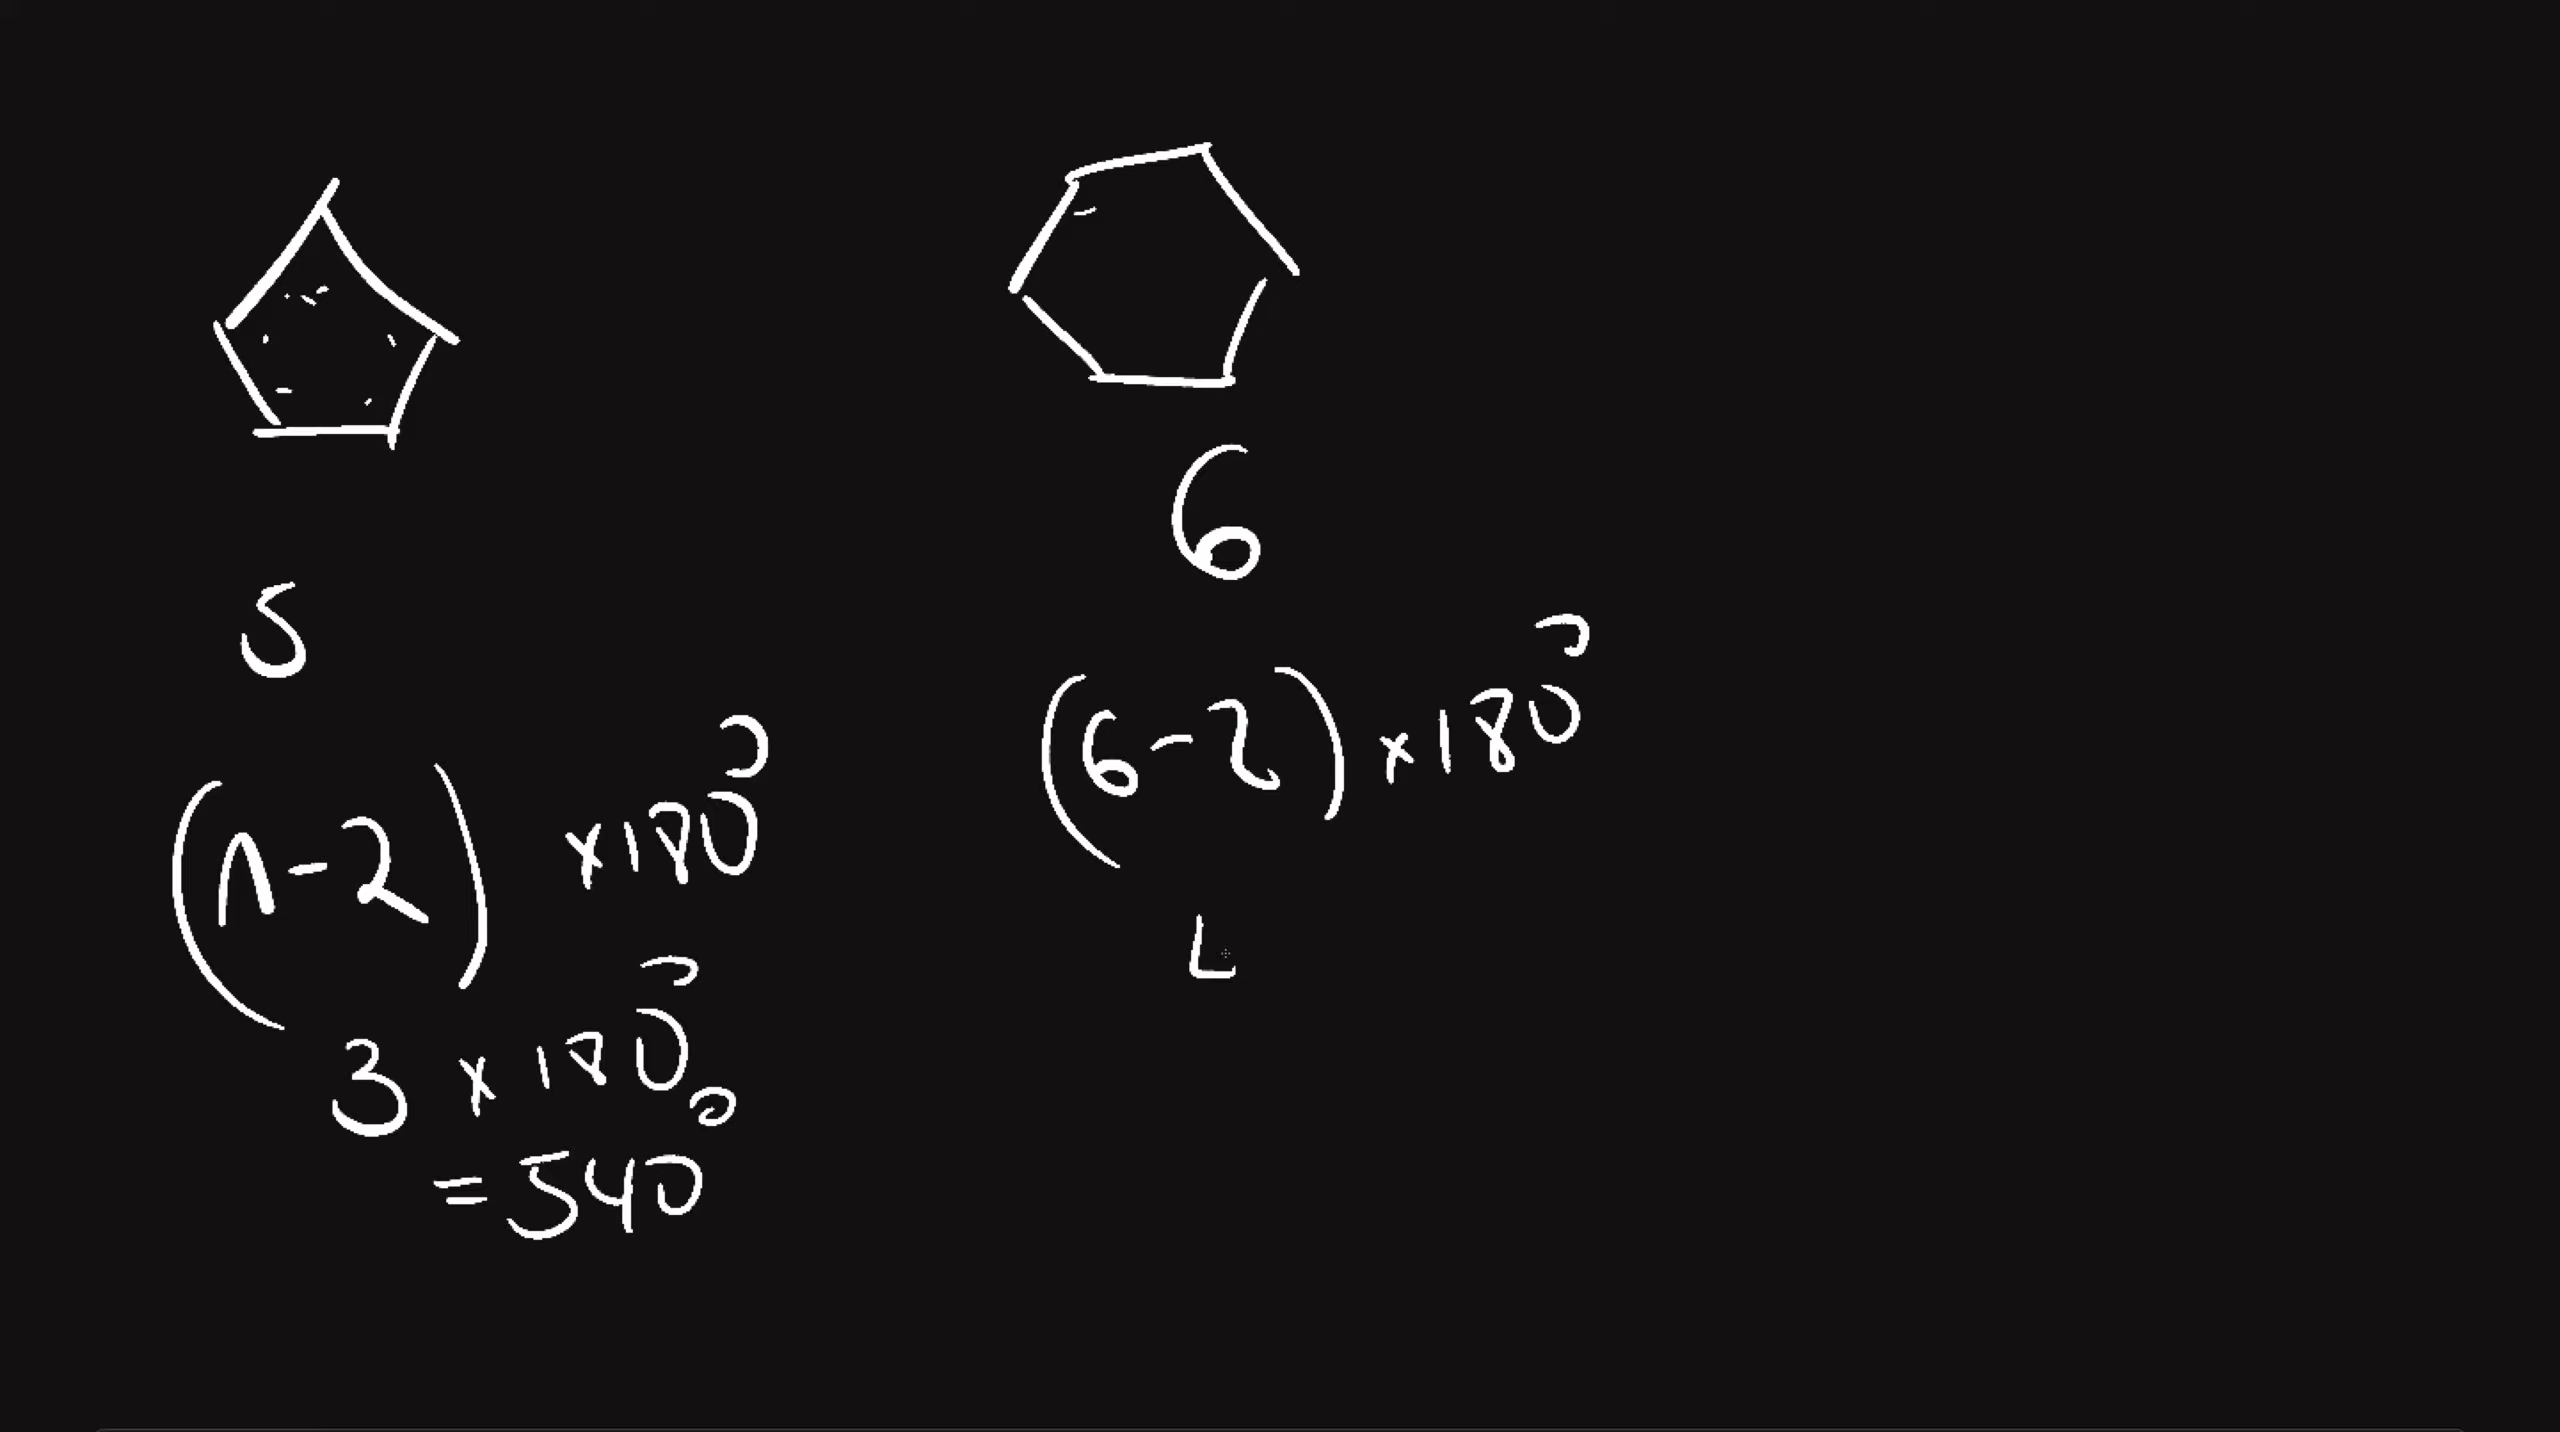 5
(n-2) ×180°
3 × 180°
= 540°
6
(6-2) ×180°